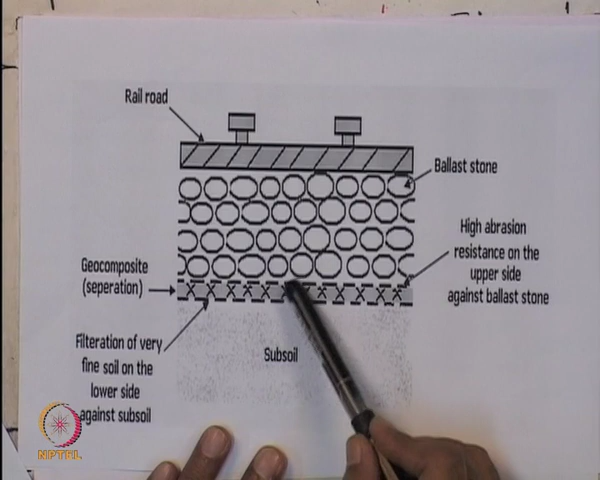 Rail road
Ballast stone
High abrasion
resistance on the
upper side
against ballast stone
Geocomposite
(seperation)
Filteration of very
fine soil on the
lower side
against subsoil
Subsoil
NPTEL